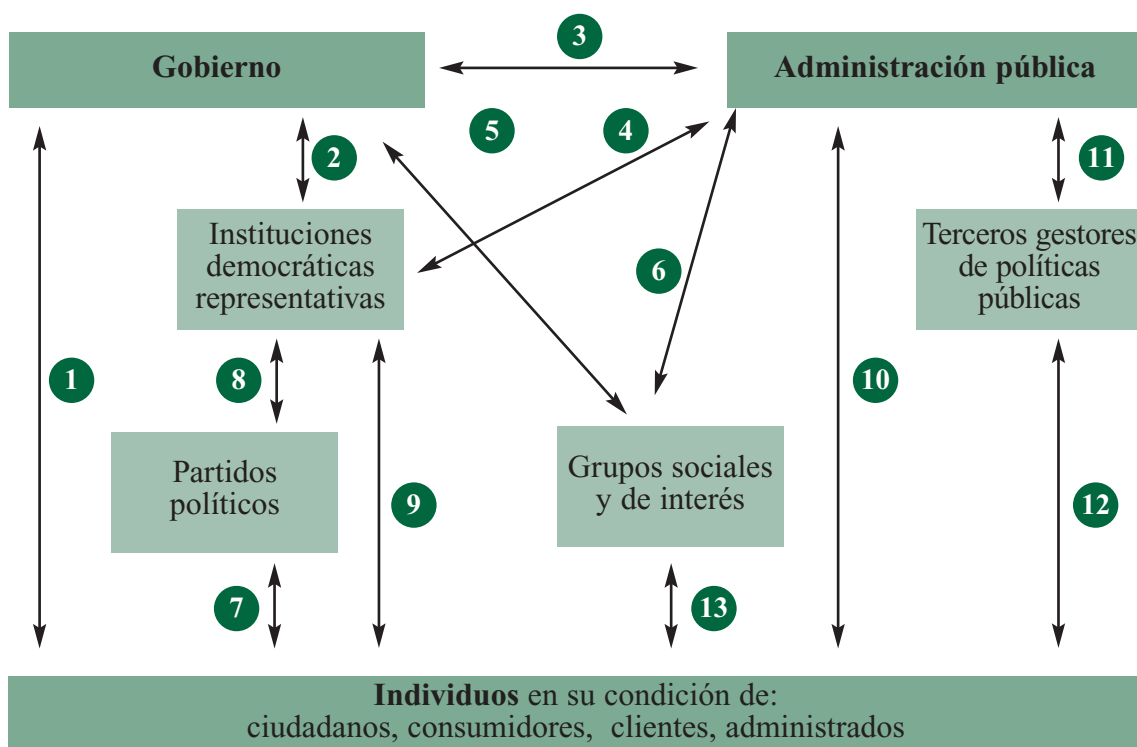 3
Gobierno
Administración pública
5
4
2
11
Instituciones
democráticas
representativas
Terceros gestores
de políticas
públicas
6
1
8
10
Partidos
políticos
9
Grupos sociales
y de interés
12
7
13
Individuos en su condición de:
ciudadanos, consumidores, clientes, administrados